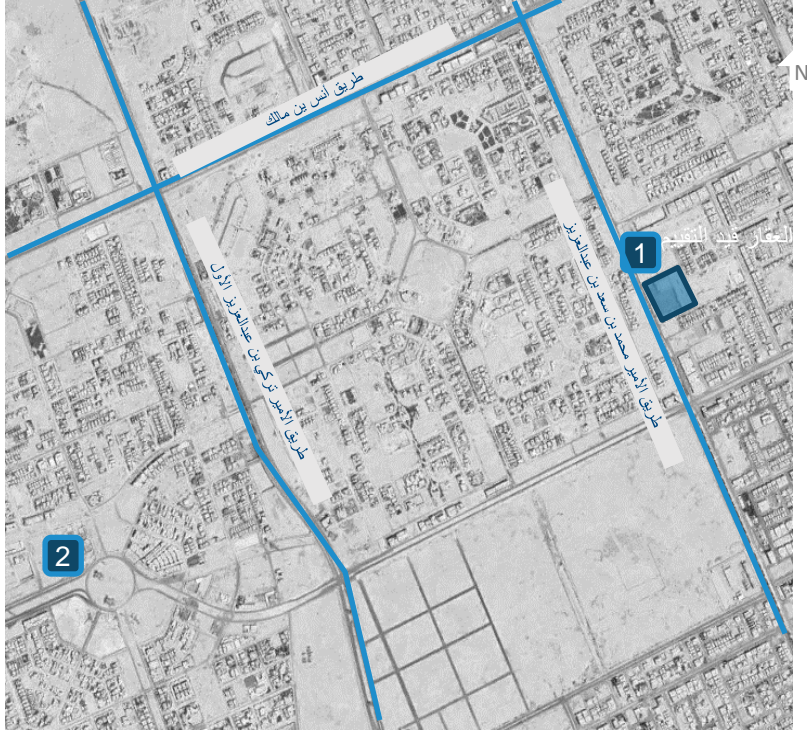 N
طريق أنس بن مالك
العقار قيد التقييم
1
طريق الأمير محمد بن سعد بن عبدالعزيز
طريق الأمير تركي بن عبدالعزيز الأول
2